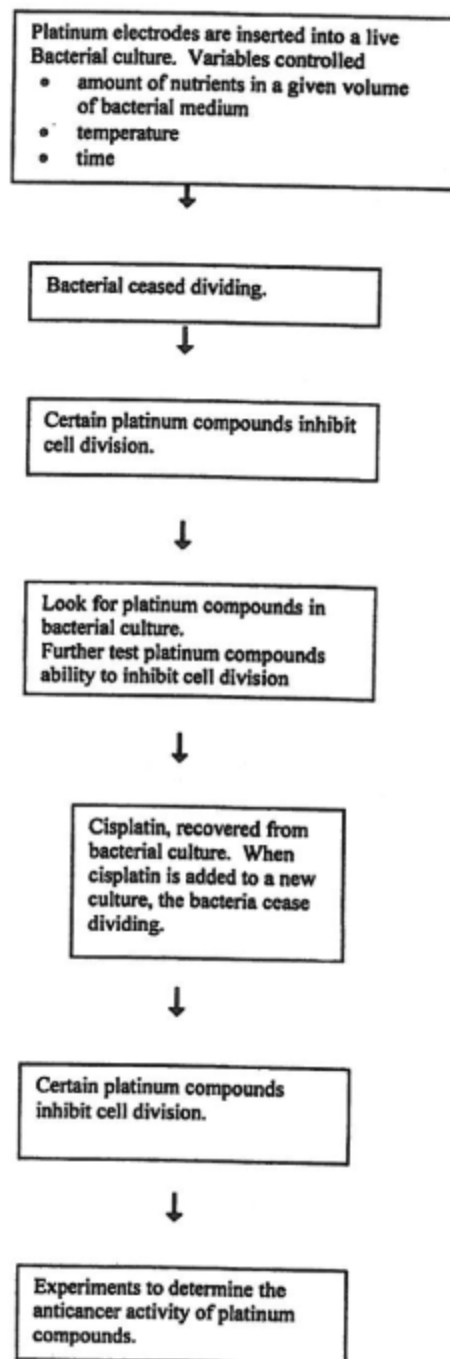 Platinum electrodes are inserted into a live
Bacterial culture. Variables controlled
• amount of nutrients in a given volume
of bacterial medium
• temperature
• time
Bacterial ceased dividing.
Certain platinum compounds inhibit
cell division.
Look for platinum compounds in
bacterial culture.
Further test platinum compounds
ability to inhibit cell division
Cisplatin, recovered from
bacterial culture. When
cisplatin is added to a new
culture, the bacteria cease
dividing.
Certain platinum compounds
inhibit cell division.
Experiments to determine the
anticancer activity of platinum
compounds.